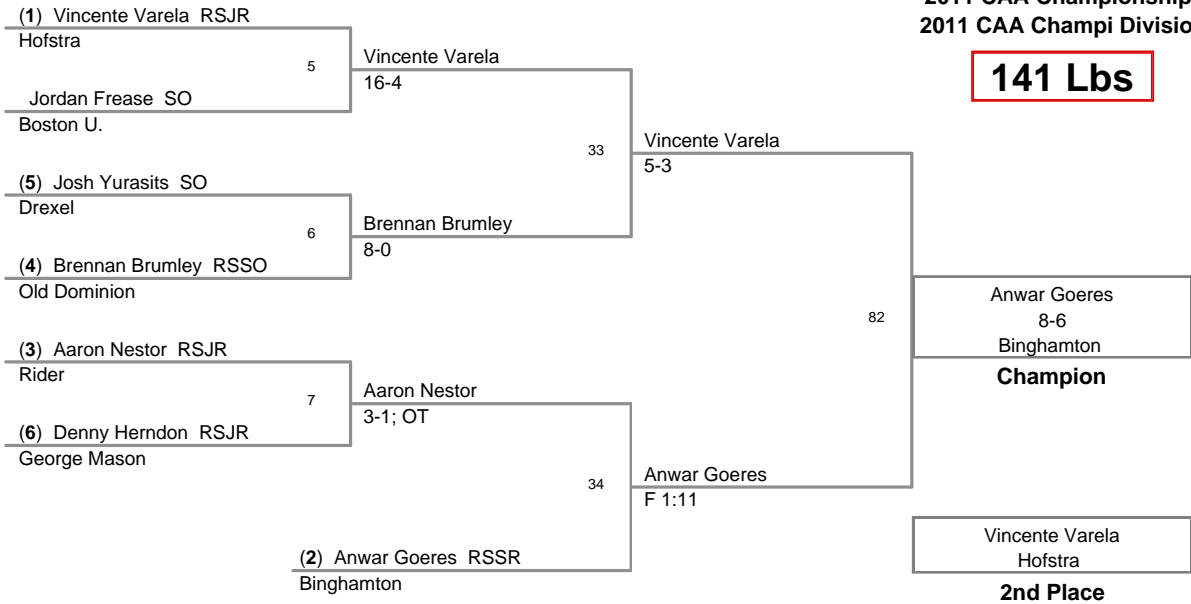 2011 CAA Championship
2011 CAA Champi Divisio
141 Lbs
(1) Vincente Varela RSJR
Hofstra
5
Vincente Varela
16-4
Jordan Frease SO
Boston U.
33
Vincente Varela
5-3
(5) Josh Yurasits SO
Drexel
6
Brennan Brumley
8-0
(4) Brennan Brumley RSSO
Old Dominion
82
Anwar Goeres
8-6
Binghamton
Champion
(3) Aaron Nestor RSJR
Rider
7
Aaron Nestor
3-1; OT
(6) Denny Herndon RSJR
George Mason
34
Anwar Goeres
F 1:11
(2) Anwar Goeres RSSR
Binghamton
Vincente Varela
Hofstra
2nd Place